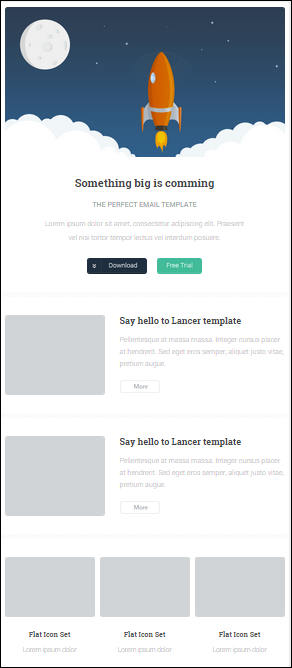 Something big is comming
THE PERFECT EMAIL TEMPLATE
Lorem ipsum dolor sit amet, consectetur adipiscing elit. Praesent
vel nisi tortor tempor lectus vel interdum posuere.
Download
Free Trial
Say hello to Lancer template
Pellentesque at massa massa. Integer cursus placer
at hendrerit. Sed eget eros semper, aliquet justo vitae,
pretium augue.
More
Say hello to Lancer template
Pellentesque at massa massa. Integer cursus placer
at hendrerit. Sed eget eros semper, aliquet justo vitae,
pretium augue.
More
Flat Icon Set
Lorem ipsum dolor
Flat Icon Set
Lorem ipsum dolor
Flat Icon Set
Lorem ipsum dolor